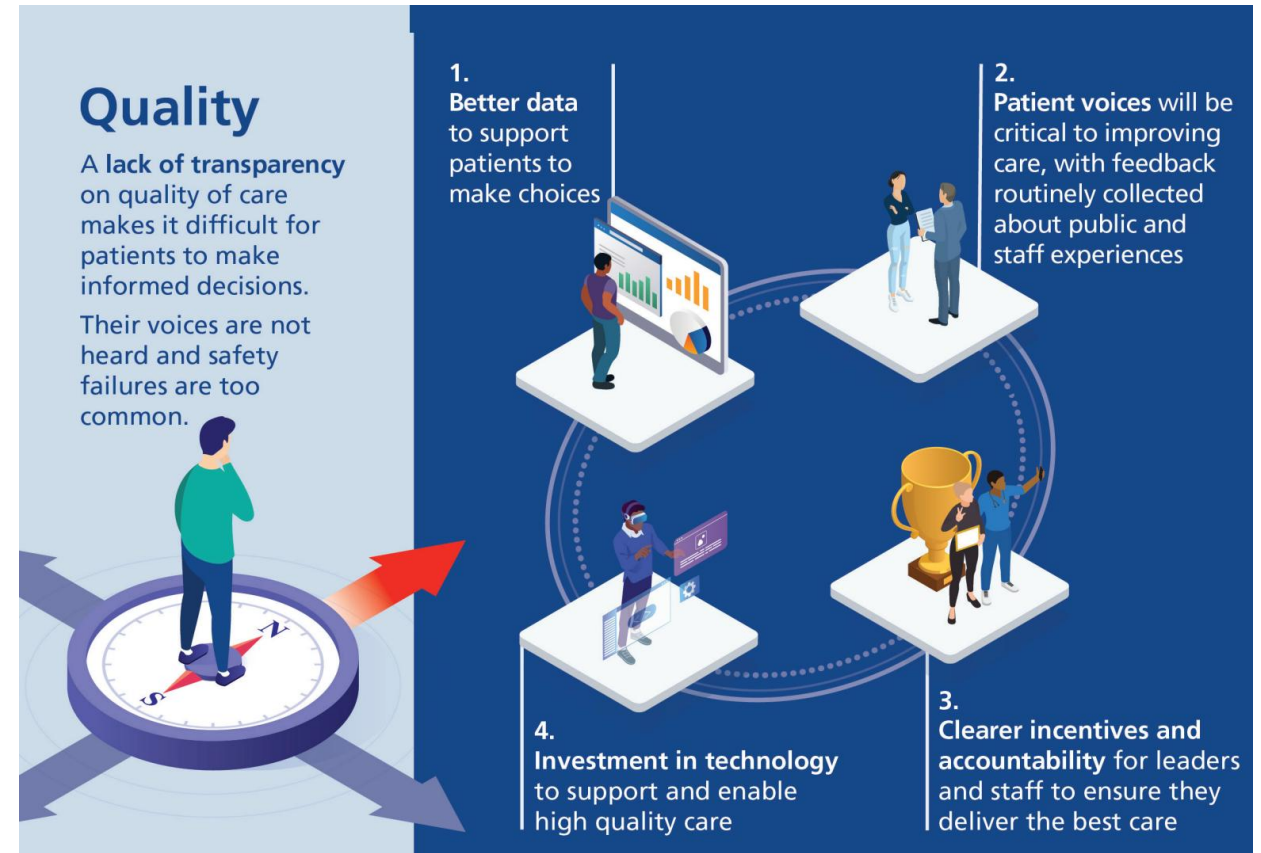 Quality
A lack of transparency
on quality of care
makes it difficult for
patients to make
informed decisions.
Their voices are not
heard and safety
failures are too
common.
N
S
1.
Better data
to support
patients to
make choices
2.
Patient voices will be
critical to improving
care, with feedback
routinely collected
about public and
staff experiences
3.
Clearer incentives and
accountability for leaders
and staff to ensure they
deliver the best care
4.
Investment in technology
to support and enable
high quality care